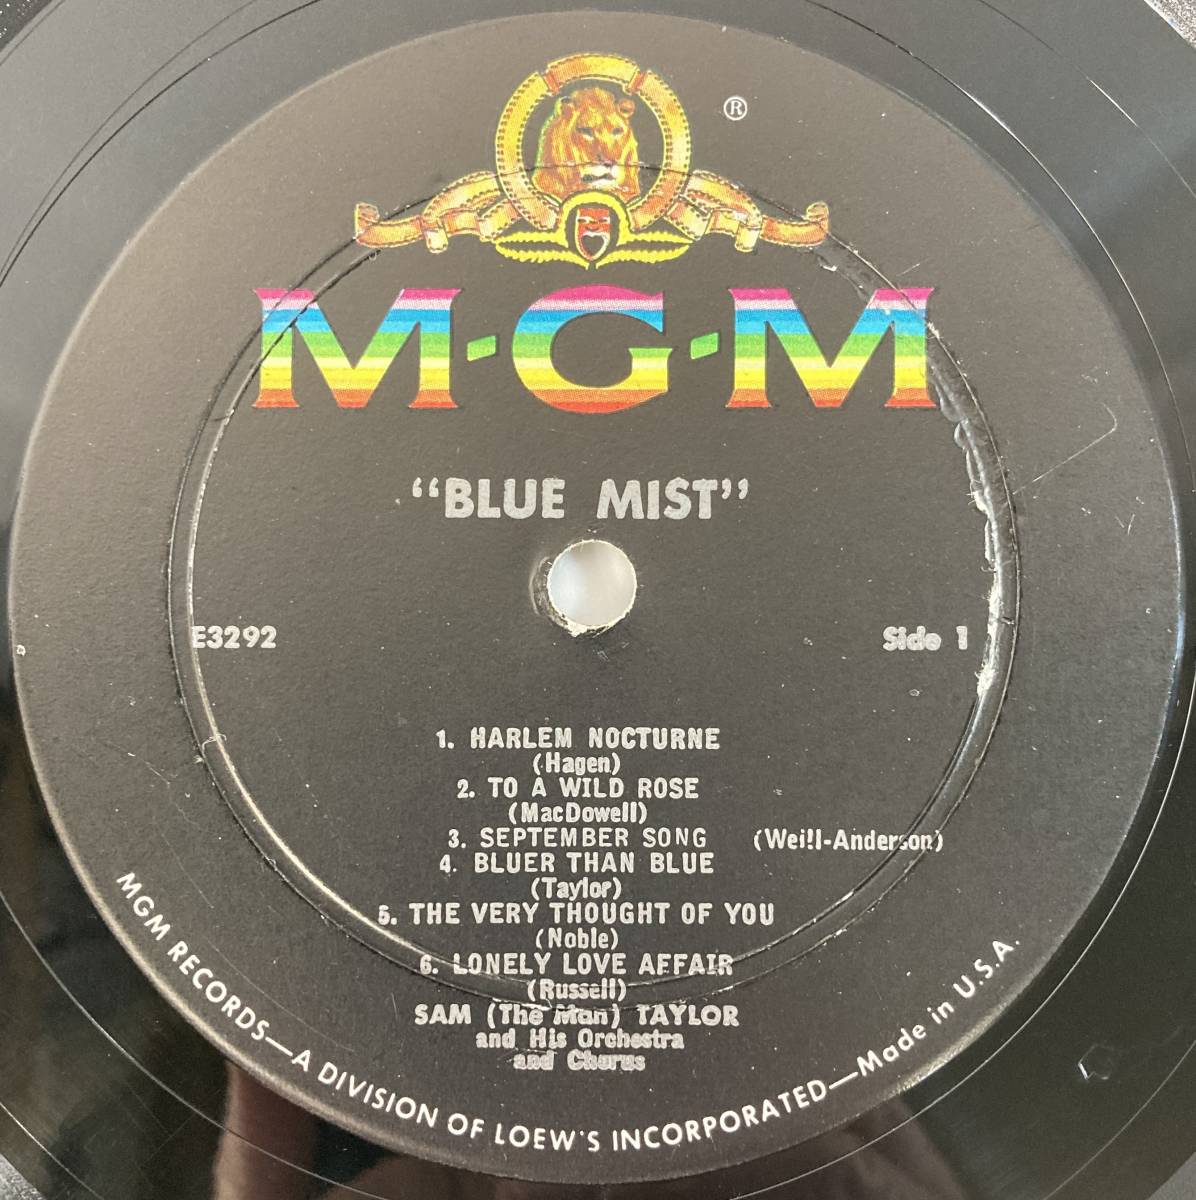 ®
M-G-M
“BLUE MIST”
E3292
Side 1
1. HARLEM NOCTURNE
(Hagen)
2. TO A WILD ROSE
(MacDowell)
3. SEPTEMBER SONG (Weill-Anderson)
4. BLUER THAN BLUE
(Taylor)
5. THE VERY THOUGHT OF YOU
(Noble)
6. LONELY LOVE AFFAIR
(Russell)
SAM (The Man) TAYLOR
and His Orchestra
and Chorus
MGM RECORDS—A DIVISION OF LOEW'S INCORPORATED—Made in U.S.A.